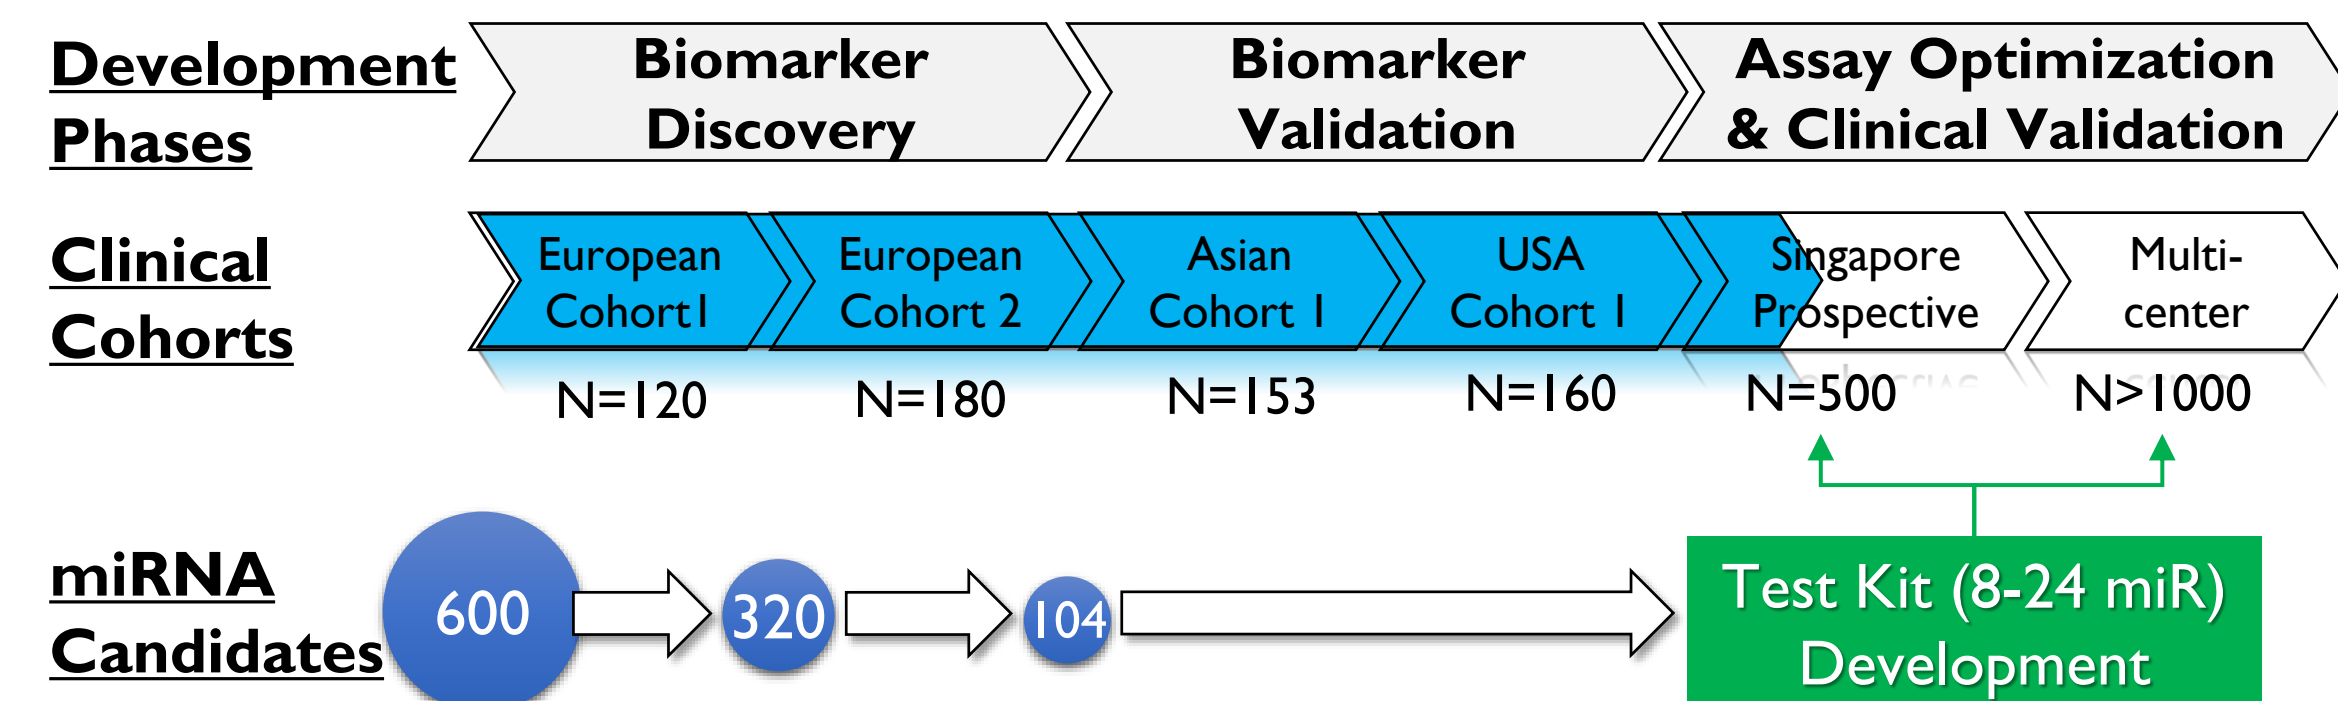 Development
Phases
Biomarker
Discovery
Biomarker
Validation
Assay Optimization
& Clinical Validation
Clinical
Cohorts
European
Cohort1
European
Cohort 2
Asian
Cohort 1
USA
Cohort 1
Singapore
Prospective
Multi-
center
N=120
N=180
N=153
N=160
N=500
N>1000
miRNA
Candidates
600
320
104
Test Kit (8-24 miR)
Development